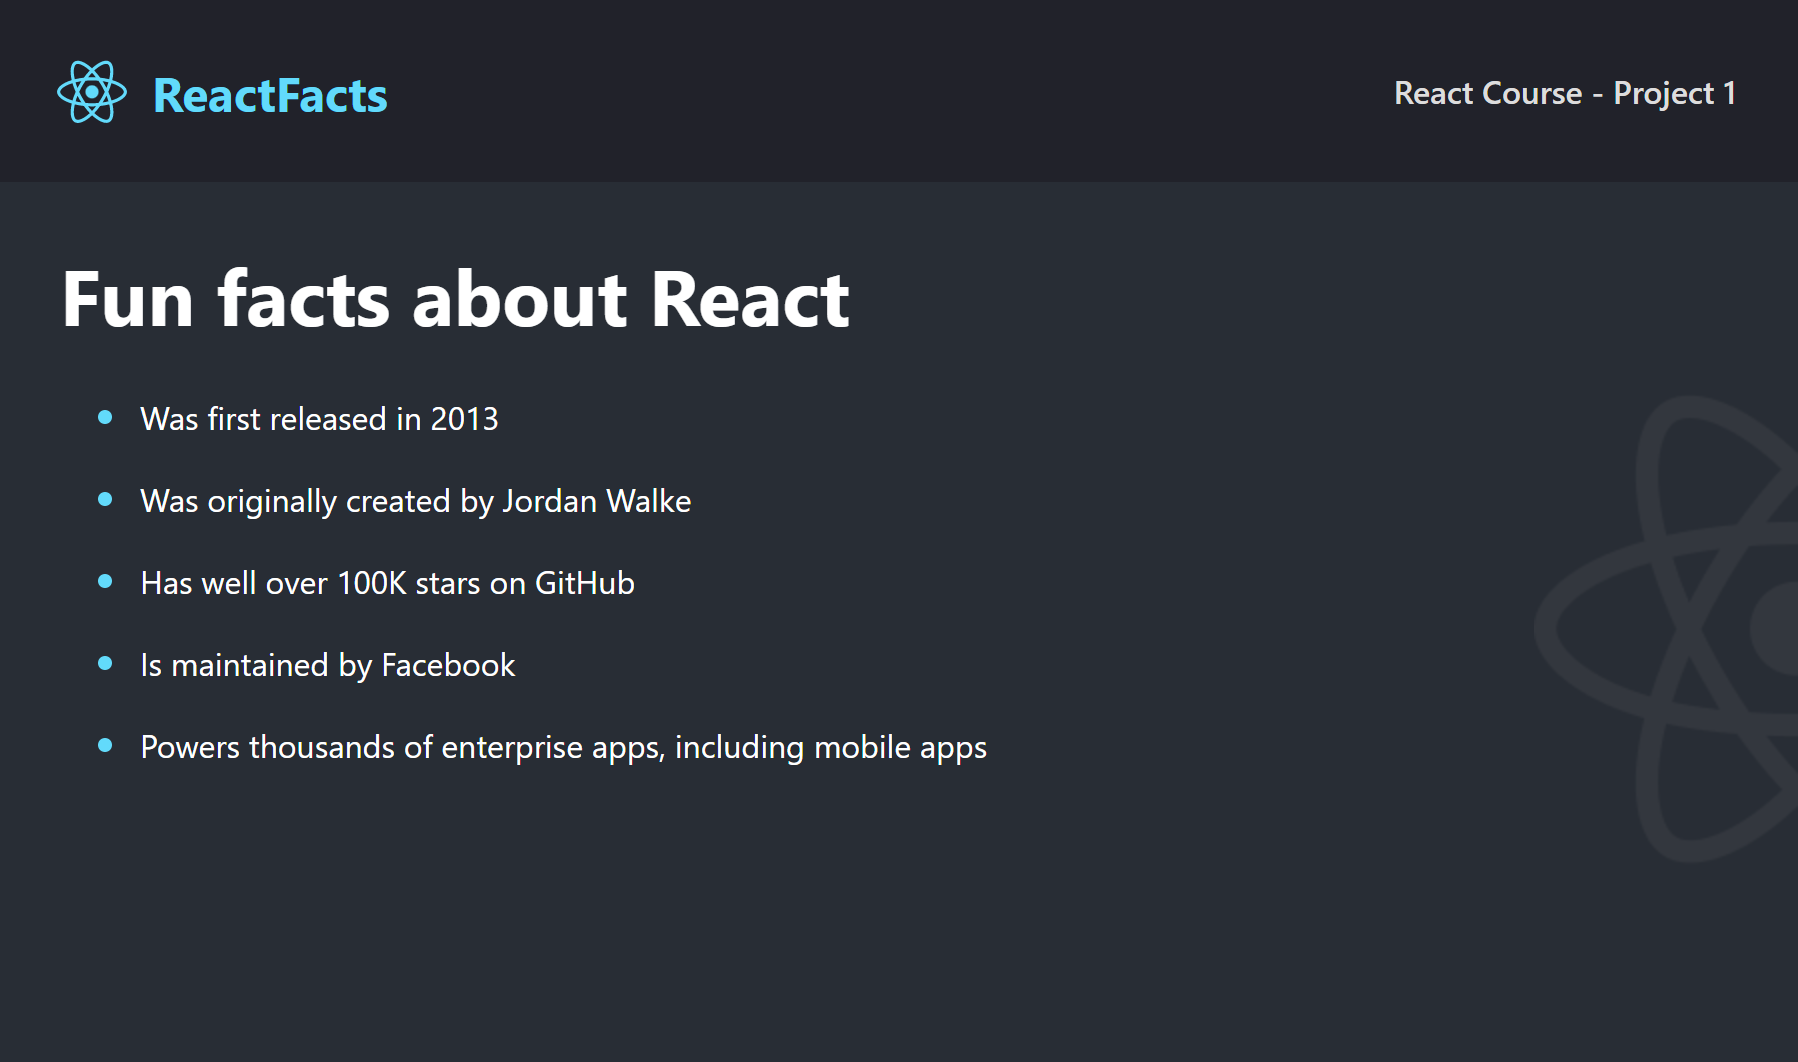 ReactFacts
React Course - Project 1
Fun facts about React
Was first released in 2013
Was originally created by Jordan Walke
Has well over 100K stars on GitHub
Is maintained by Facebook
Powers thousands of enterprise apps, including mobile apps